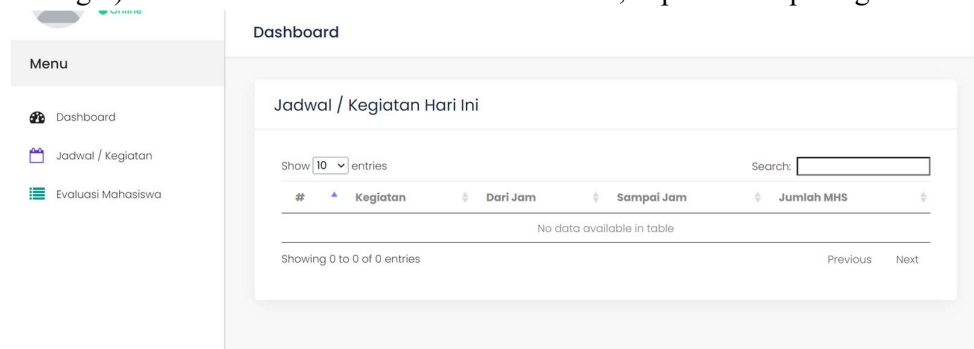 Online
Dashboard
Menu
Dashboard
Jadwal / Kegiatan
Evaluasi Mahasiswa
Jadwal / Kegiatan Hari Ini
Show 10 entries
Search:
# Kegiatan Dari Jam Sampai Jam Jumlah MHS
No data available in table
Showing 0 to 0 of 0 entries
Previous Next